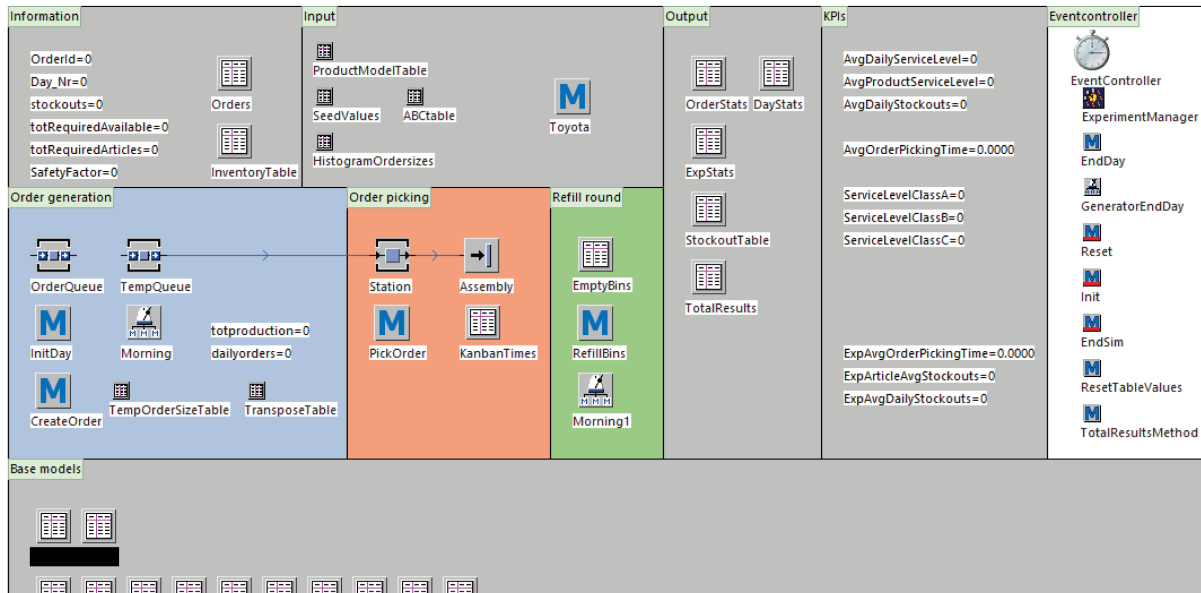 Information
OrderId=0
Day_Nr=0
stockouts=0
totRequiredAvailable=0
totRequiredArticles=0
SafetyFactor=0
Orders
InventoryTable
Input
ProductModelTable
SeedValues
ABCtable
HistogramOrdersizes
M
Toyota
Output
OrderStats
DayStats
ExpStats
StockoutTable
TotalResults
KPIs
AvgDailyServiceLevel=0
AvgProductServiceLevel=0
AvgDailyStockouts=0
AvgOrderPickingTime=0.0000
ServiceLevelClassA=0
ServiceLevelClassB=0
ServiceLevelClassC=0
ExpAvgOrderPickingTime=0.0000
ExpArticleAvgStockouts=0
ExpAvgDailyStockouts=0
Eventcontroller
EventController
ExperimentManager
M
EndDay
GeneratorEndDay
M
Reset
M
Init
M
EndSim
M
ResetTableValues
M
TotalResultsMethod
Order generation
OrderQueue
TempQueue
M
InitDay
M M M
Morning
totproduction=0
dailyorders=0
M
CreateOrder
TempOrderSizeTable
TransposeTable
Order picking
Station
Assembly
M
PickOrder
KanbanTimes
Refill round
EmptyBins
M
RefillBins
M M M
Morning1
Base models